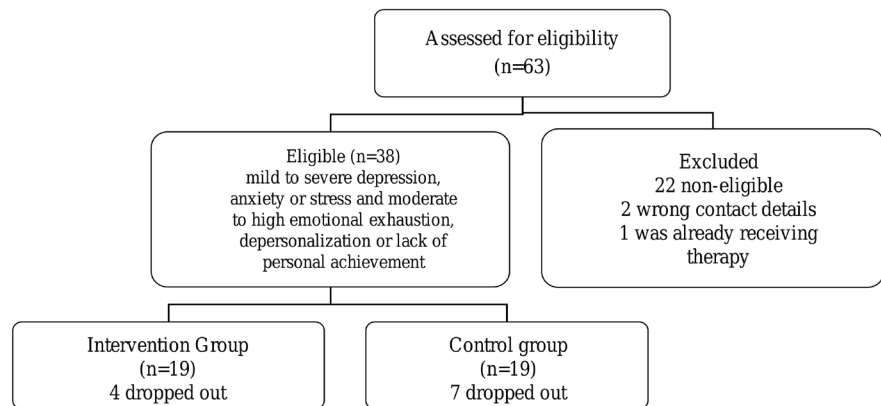 Assessed for eligibility
(n=63)
Eligible (n=38)
mild to severe depression,
anxiety or stress and moderate
to high emotional exhaustion,
depersonalization or lack of
personal achievement
Excluded
22 non-eligible
2 wrong contact details
1 was already receiving
therapy
Intervention Group
(n=19)
4 dropped out
Control group
(n=19)
7 dropped out